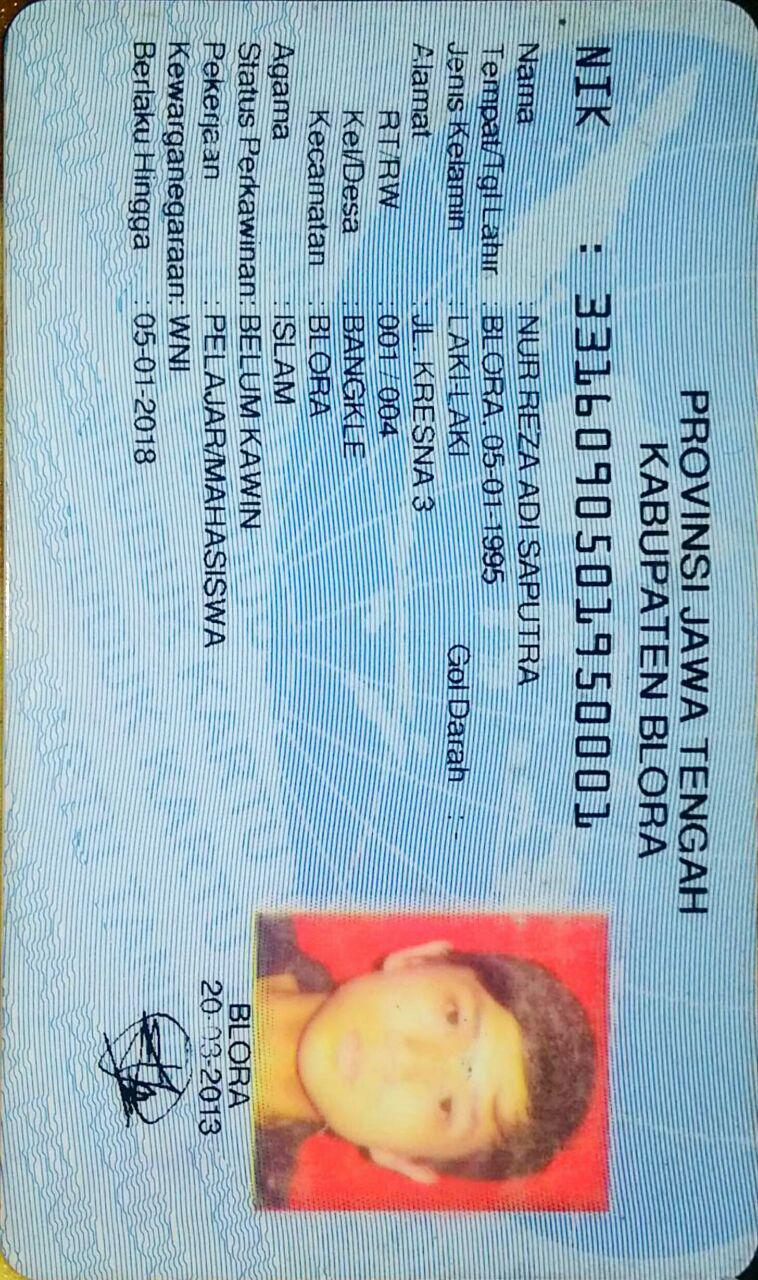 PROVINSI JAWA TENGAH
KABUPATEN BLORA
NIK : 3316090501950001
Nama : NUR REZA ADI SAPUTRA
Tempat/Tgl Lahir : BLORA, 05-01-1995
Jenis Kelamin : LAKI-LAKI Gol Darah : -
Alamat : JL. KRESNA 3
RT/RW : 001 / 004
Kel/Desa : BANGKLE
Kecamatan : BLORA
Agama : ISLAM
Status Perkawinan : BELUM KAWIN
Pekerjaan : PELAJAR/MAHASISWA
Kewarganegaraan : WNI
Berlaku Hingga : 05-01-2018
BLORA
20-03-2013